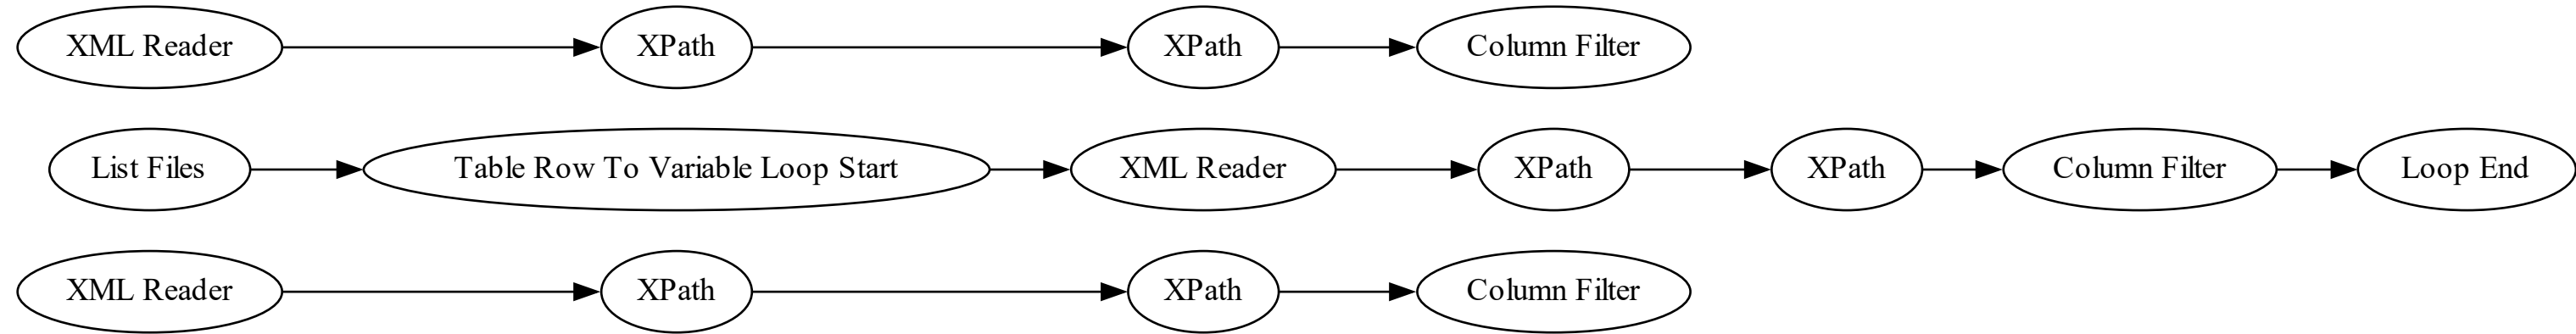 XML Reader
XPath
XPath
Column Filter
List Files
Table Row To Variable Loop Start
XML Reader
XPath
XPath
Column Filter
Loop End
XML Reader
XPath
XPath
Column Filter